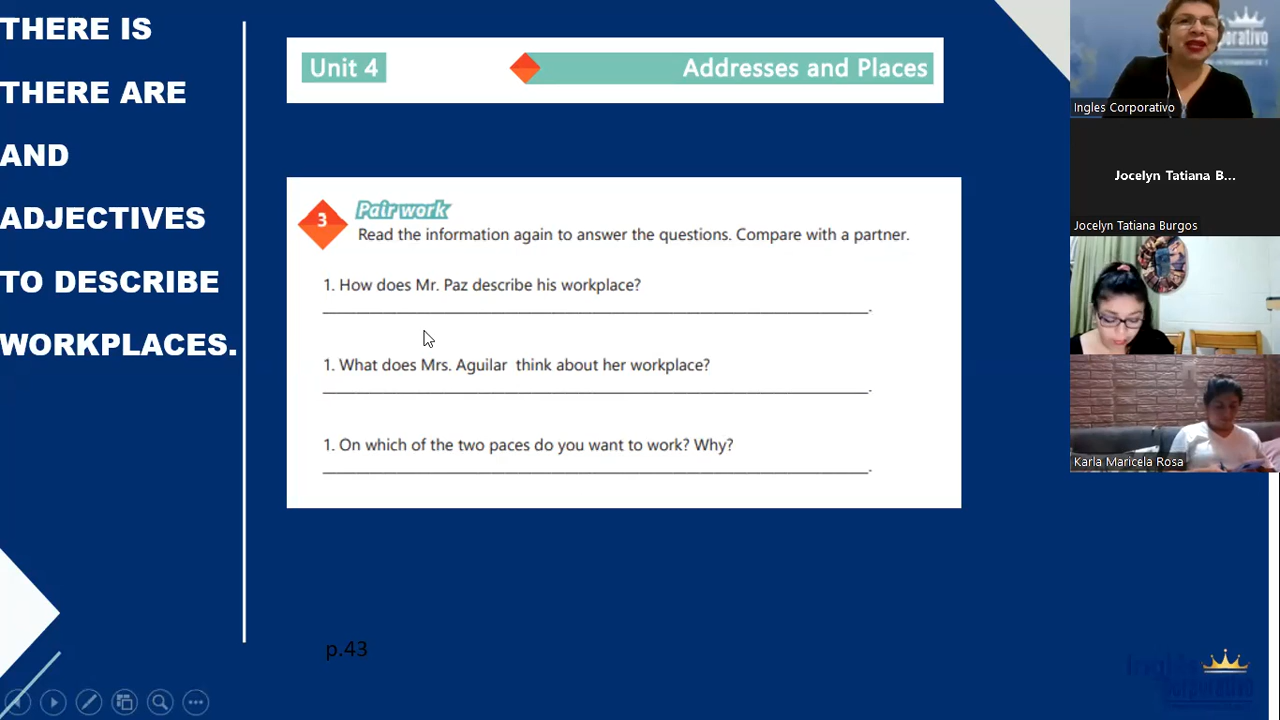 THERE IS
THERE ARE
AND
ADJECTIVES
TO DESCRIBE
WORKPLACES.
Unit 4
Addresses and Places
3
Pair work
Read the information again to answer the questions. Compare with a partner.
1. How does Mr. Paz describe his workplace?
1. What does Mrs. Aguilar think about her workplace?
1. On which of the two paces do you want to work? Why?
p.43
Ingles Corporativo
Jocelyn Tatiana B...
Jocelyn Tatiana Burgos
Karla Maricela Rosa
Corporativo